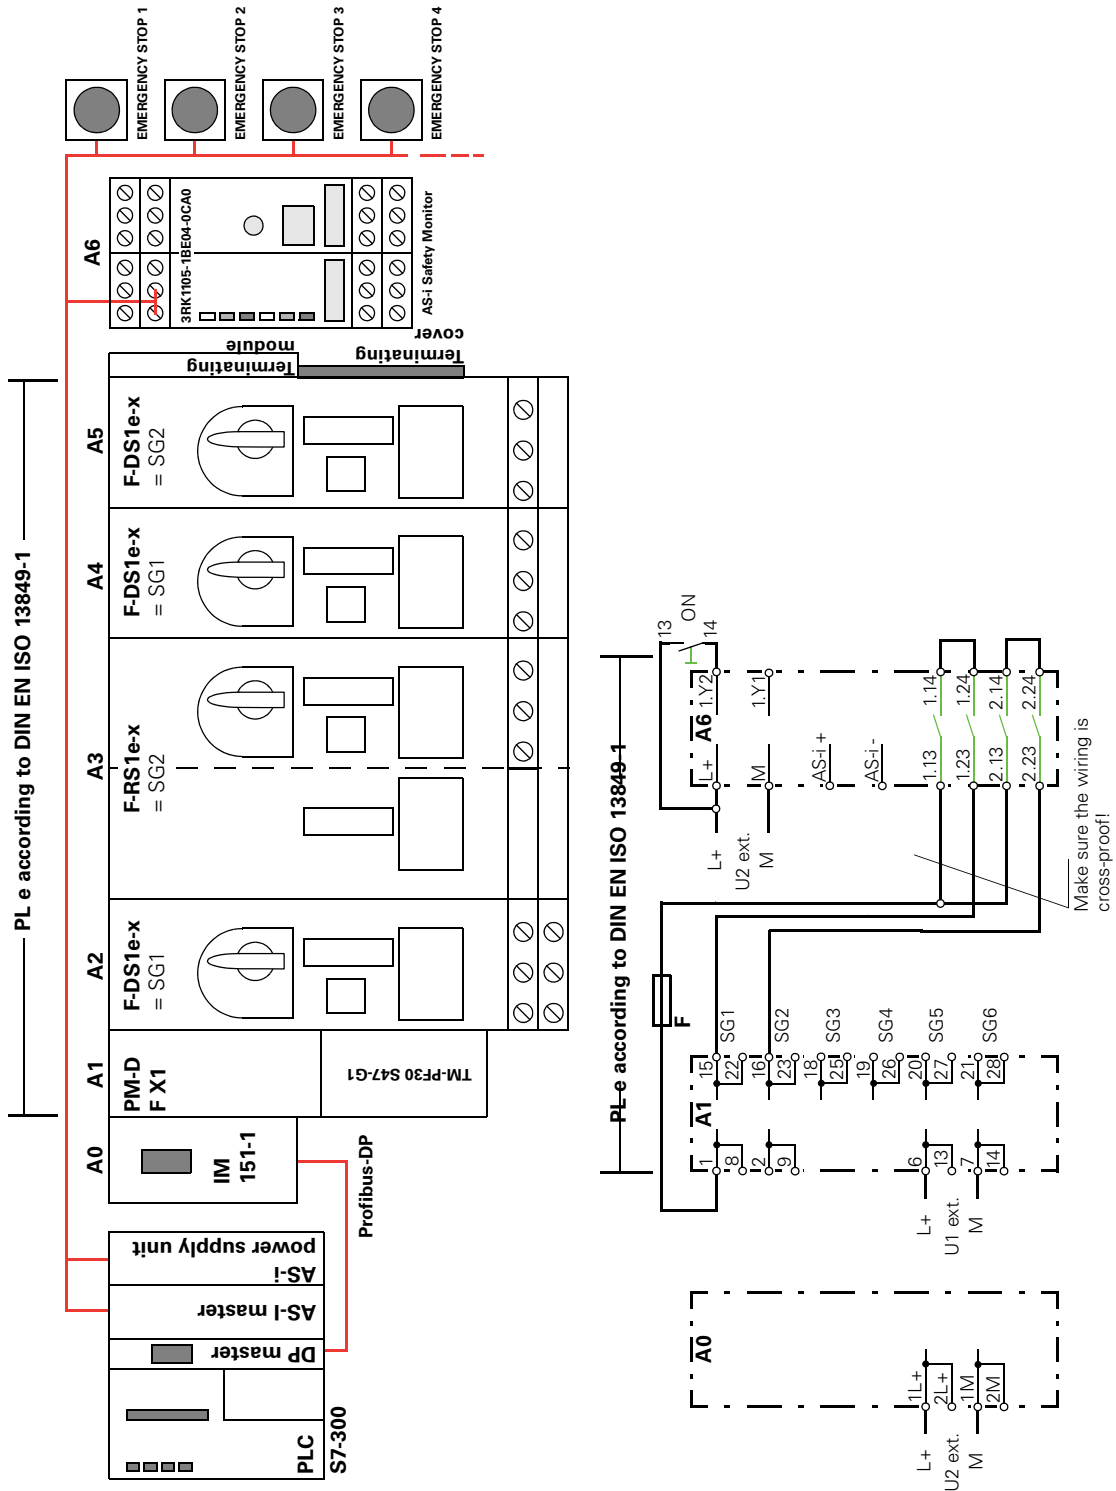 PL e according to DIN EN ISO 13849-1
A0
A1
A2
A3
A4
A5
A6
PLC
S7-300
DP master
AS-I master
AS-i
power supply unit
IM
151-1
Profibus-DP
PM-D
F X1
TM-PF30 S47-G1
F-DS1e-x
= SG1
F-RS1e-x
= SG2
F-DS1e-x
= SG1
F-DS1e-x
= SG2
Terminating
module
Terminating
cover
3RK1105-1BE04-0CA0
AS-i Safety Monitor
EMERGENCY STOP 1
EMERGENCY STOP 2
EMERGENCY STOP 3
EMERGENCY STOP 4
PL e according to DIN EN ISO 13849-1
A0
L+
U2 ext.
M
1L+
2L+
1M
2M
A1
1
8
2
9
6
13
7
14
L+
U1 ext.
M
15
22
16
23
18
25
19
26
20
27
21
28
SG1
SG2
SG3
SG4
SG5
SG6
F
A6
L+
U2 ext.
M
L+
M
AS-i +
AS-i -
1.Y2
1.Y1
13
14
ON
1.13
1.23
2.13
2.23
1.14
1.24
2.14
2.24
Make sure the wiring is
cross-proof!